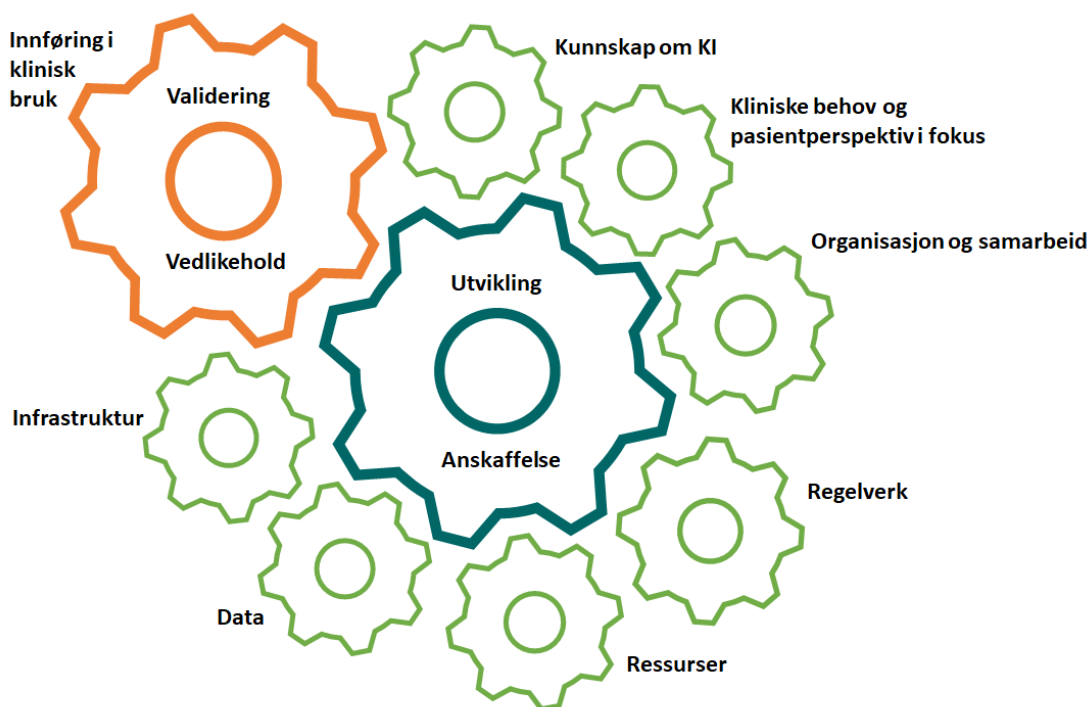 Innføring i
klinisk
bruk
Validering
Vedlikehold
Kunnskap om KI
Kliniske behov og
pasientperspektiv i fokus
Organisasjon og samarbeid
Utvikling
Anskaffelse
Infrastruktur
Regelverk
Data
Ressurser